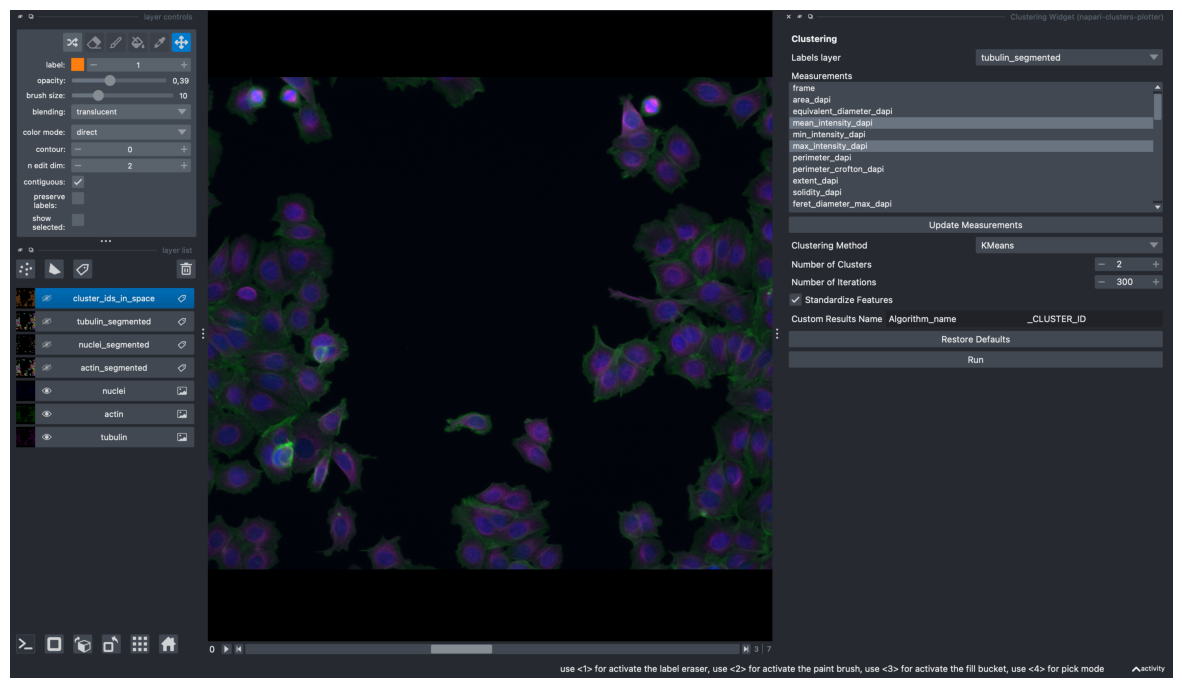 layer controls
label: 1
opacity: 0,39
brush size: 10
blending: translucent
color mode: direct
contour: 0
n edit dim: 2
contiguous:
preserve
labels:
show
selected:
layer list
cluster_ids_in_space
tubulin_segmented
nuclei_segmented
actin_segmented
nuclei
actin
tubulin
0
3 | 7
Clustering Widget (napari-clusters-plotter)
Clustering
Labels layer tubulin_segmented
Measurements
frame
area_dapi
equivalent_diameter_dapi
mean_intensity_dapi
min_intensity_dapi
max_intensity_dapi
perimeter_dapi
perimeter_crofton_dapi
extent_dapi
solidity_dapi
feret_diameter_max_dapi
Update Measurements
Clustering Method KMeans
Number of Clusters 2
Number of Iterations 300
Standardize Features
Custom Results Name Algorithm_name _CLUSTER_ID
Restore Defaults
Run
use <1> for activate the label eraser, use <2> for activate the paint brush, use <3> for activate the fill bucket, use <4> for pick mode
activity